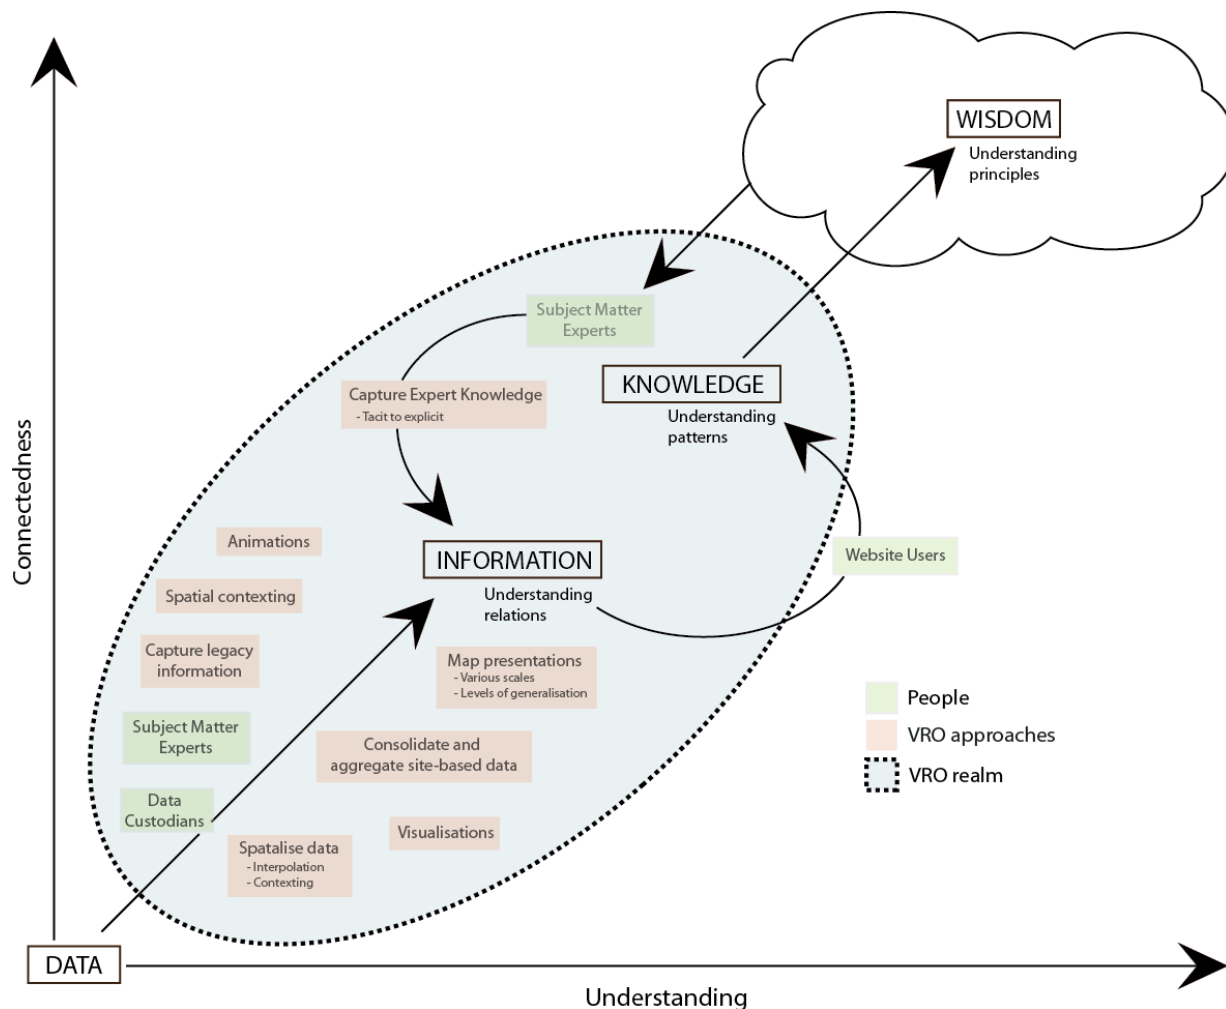 WISDOM
Understanding
principles
Subject Matter
Experts
KNOWLEDGE
Understanding
patterns
Capture Expert Knowledge
- Tacit to explicit
Connectedness
Animations
INFORMATION
Understanding
relations
Website Users
Spatial contexting
Capture legacy
information
Map presentations
- Various scales
- Levels of generalisation
People
VRO approaches
VRO realm
Subject Matter
Experts
Consolidate and
aggregate site-based data
Data
Custodians
Visualisations
Spatalise data
- Interpolation
- Contexting
DATA
Understanding